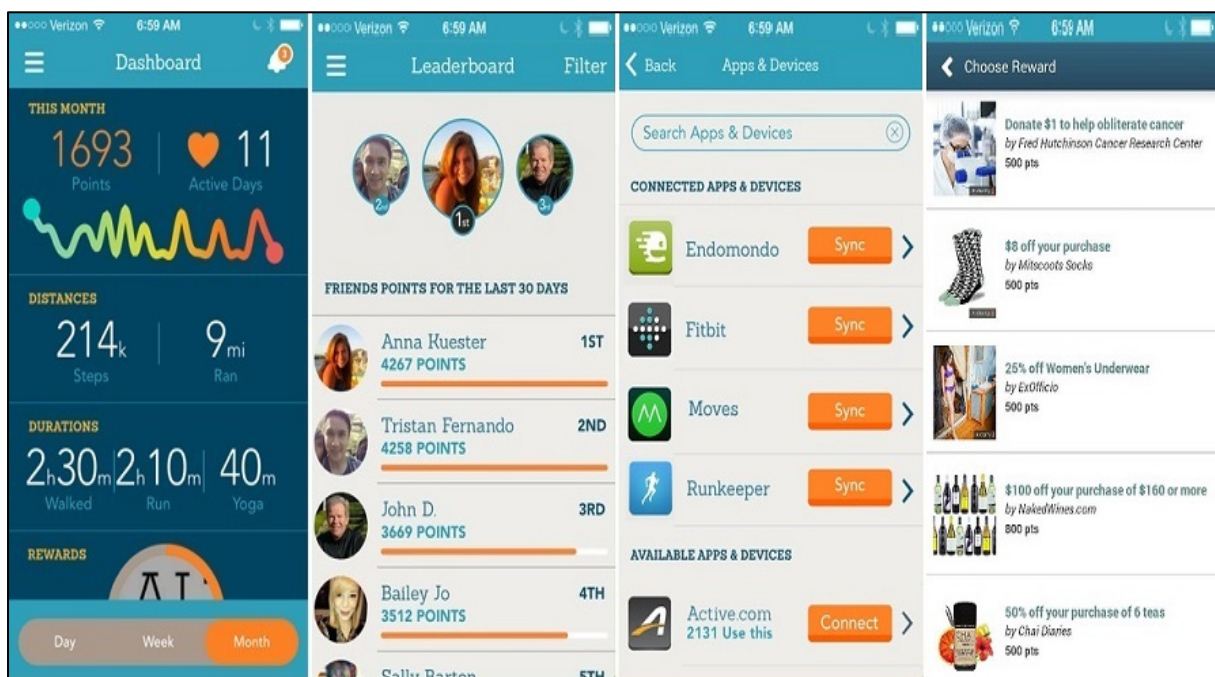 Verizon 6:59 AM
Dashboard 3
THIS MONTH
1693 11
Points Active Days
DISTANCES
214k 9mi
Steps Ran
DURATIONS
2h30m 2h10m 40m
Walked Run Yoga
REWARDS
Day Week Month
Verizon 6:59 AM
Leaderboard Filter
2nd 1st 3rd
FRIENDS POINTS FOR THE LAST 30 DAYS
Anna Kuester 1ST
4267 POINTS
Tristan Fernando 2ND
4258 POINTS
John D. 3RD
3669 POINTS
Bailey Jo 4TH
3512 POINTS
Sally Barton 5TH
Verizon 6:59 AM
Back Apps & Devices
Search Apps & Devices
CONNECTED APPS & DEVICES
Endomondo Sync
Fitbit Sync
Moves Sync
Runkeeper Sync
AVAILABLE APPS & DEVICES
Active.com Connect
2131 Use this
Verizon 6:59 AM
Choose Reward
Donate $1 to help obliterate cancer
by Fred Hutchinson Cancer Research Center
500 pts
$8 off your purchase
by Mitscoots Socks
500 pts
25% off Women's Underwear
by ExOfficio
500 pts
$100 off your purchase of $160 or more
by NakedWines.com
800 pts
50% off your purchase of 6 teas
by Chai Diaries
500 pts